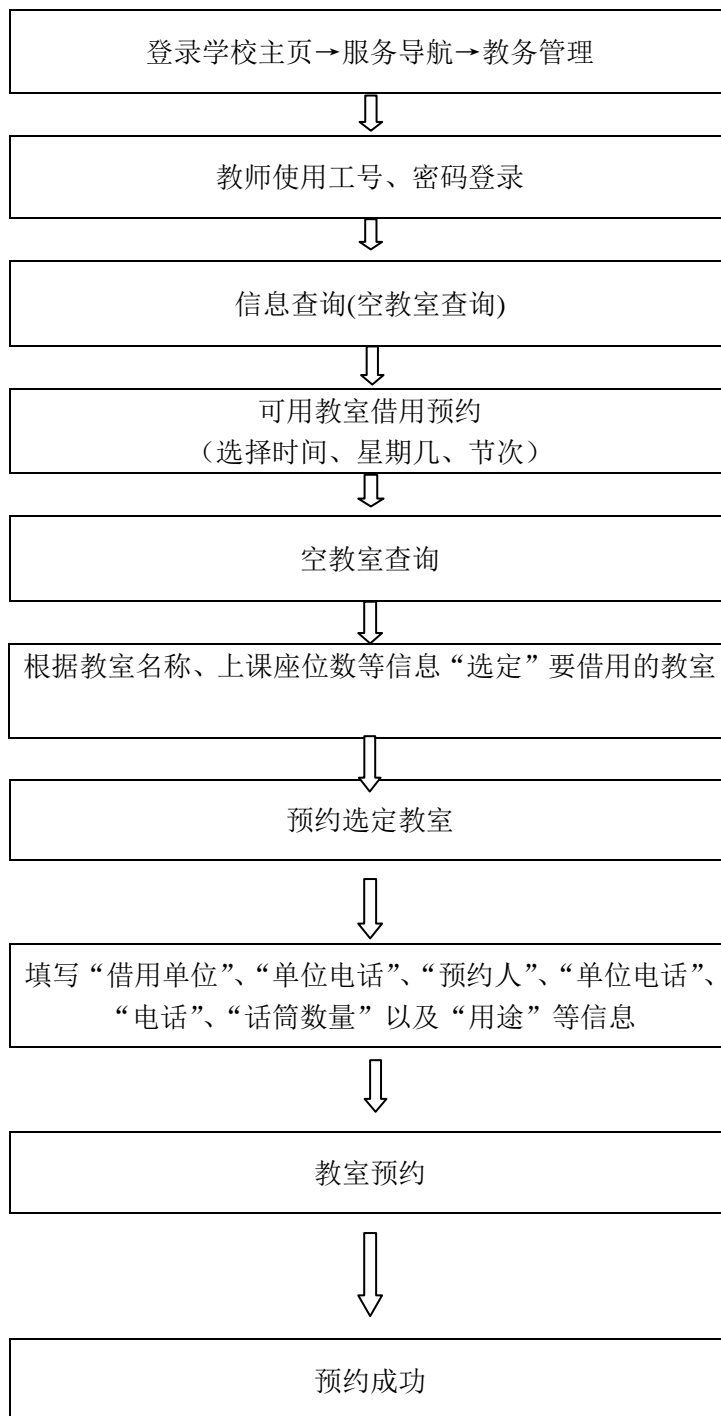 登录学校主页→服务导航→教务管理
教师使用工号、密码登录
信息查询(空教室查询)
可用教室借用预约
（选择时间、星期几、节次）
空教室查询
根据教室名称、上课座位数等信息“选定”要借用的教室
预约选定教室
填写“借用单位”、“单位电话”、“预约人”、“单位电话”、
“电话”、“话筒数量”以及“用途”等信息
教室预约
预约成功